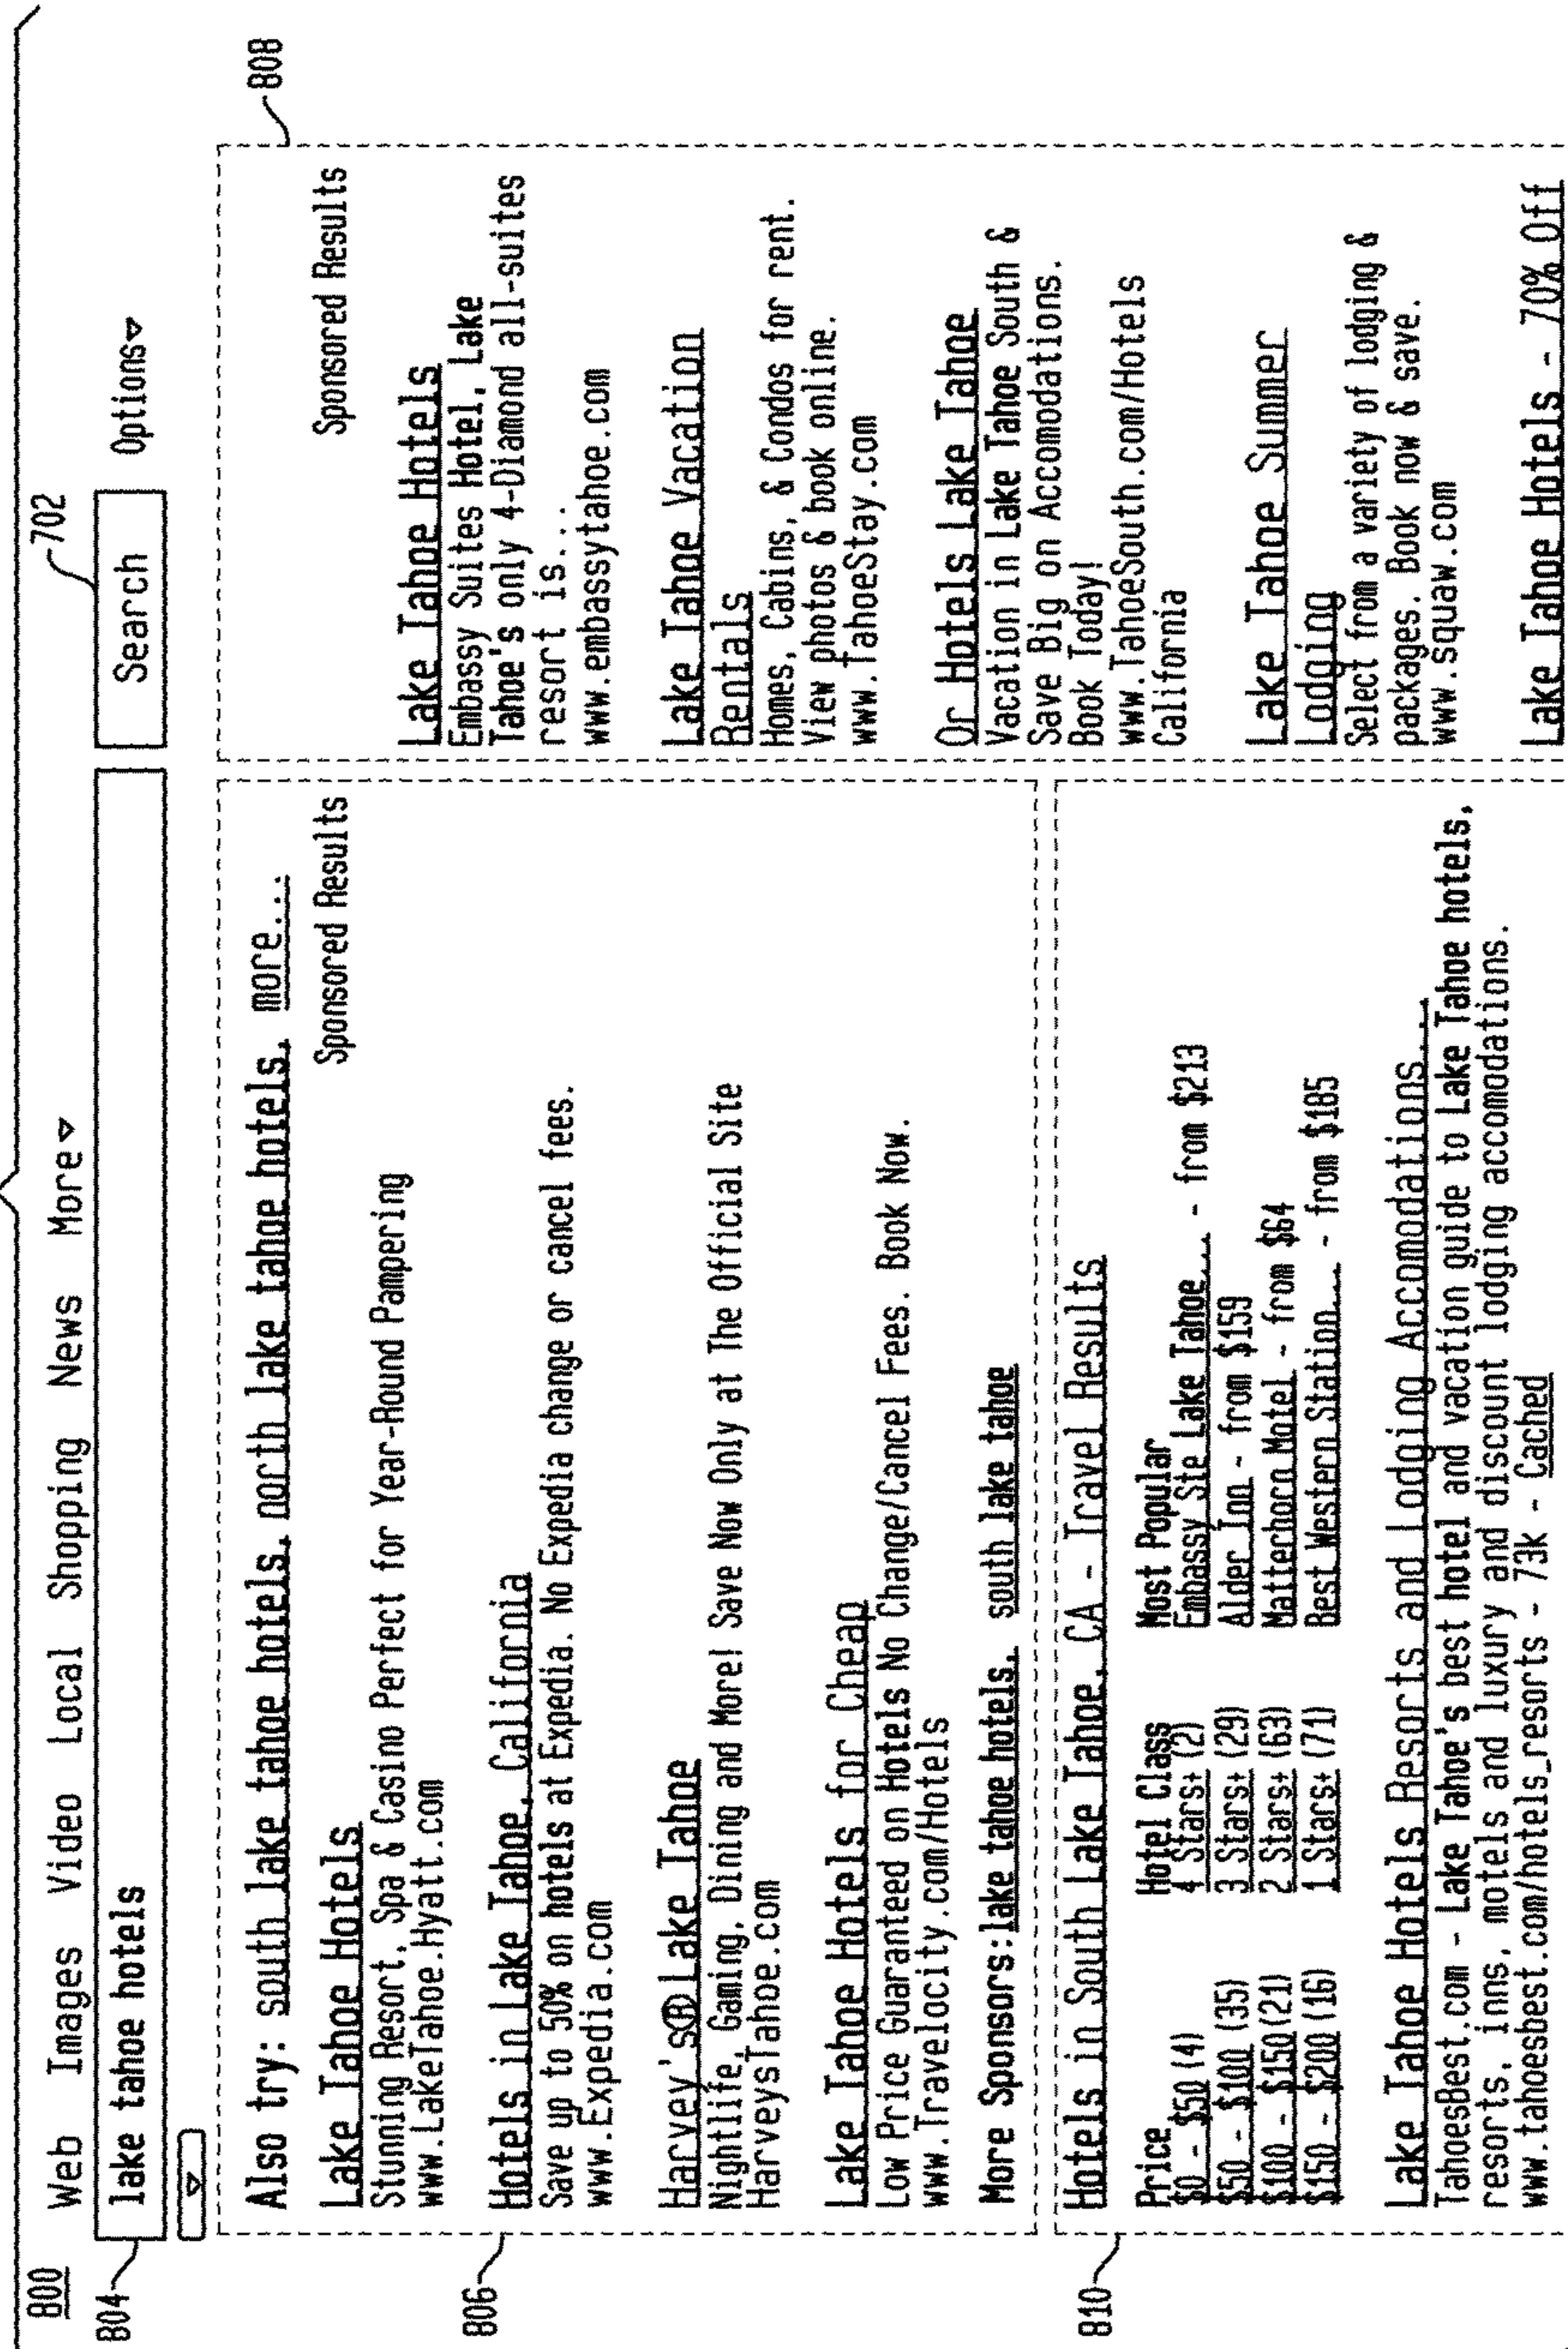 800
Web Images Video Local Shopping News More▿
702
804
lake tahoe hotels
Search
Options▿
806
Also try: south lake tahoe hotels, north lake tahoe hotels, more...
Sponsored Results
Lake Tahoe Hotels
Stunning Resort, Spa & Casino Perfect for Year-Round Pampering
www.LakeTahoe.Hyatt.com
Hotels in Lake Tahoe, California
Save up to 50% on hotels at Expedia. No Expedia change or cancel fees.
www.Expedia.com
Harvey's® Lake Tahoe
Nightlife, Gaming, Dining and More! Save Now Only at The Official Site
HarveysTahoe.com
Lake Tahoe Hotels for Cheap
Low Price Guaranteed on Hotels No Change/Cancel Fees. Book Now.
www.Travelocity.com/Hotels
More Sponsors: lake tahoe hotels, south lake tahoe
808
Sponsored Results
Lake Tahoe Hotels
Embassy Suites Hotel, Lake
Tahoe's only 4-Diamond all-suites
resort is...
www.embassytahoe.com
Lake Tahoe Vacation
Rentals
Homes, Cabins, & Condos for rent.
View photos & book online.
www.TahoeStay.com
Or Hotels Lake Tahoe
Vacation in Lake Tahoe South &
Save Big on Accomodations.
Book Today!
www.TahoeSouth.com/Hotels
California
Lake Tahoe Summer
Lodging
Select from a variety of lodging &
packages. Book now & save.
www.squaw.com
Lake Tahoe Hotels - 70% Off
810
Hotels in South Lake Tahoe, CA - Travel Results
Price Hotel Class Most Popular
$0 - $50 (4) 4 Stars+ (2) Embassy Ste Lake Tahoe... - from $213
$50 - $100 (35) 3 Stars+ (29) Alder Inn - from $159
$100 - $150 (21) 2 Stars+ (63) Matterhorn Motel - from $64
$150 - $200 (16) 1 Stars+ (71) Best Western Station... - from $185
Lake Tahoe Hotels Resorts and Lodging Accomodations...
TahoesBest.com - Lake Tahoe's best hotel and vacation guide to Lake Tahoe hotels,
resorts, inns, motels and luxury and discount lodging accomodations.
www.tahoesbest.com/hotels_resorts - 73k - Cached